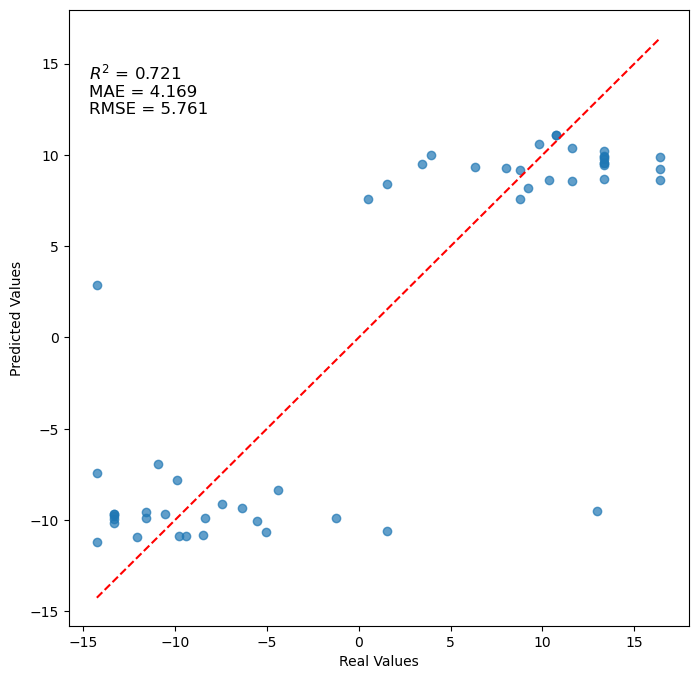 R² = 0.721
MAE = 4.169
RMSE = 5.761
15
10
5
0
−5
−10
−15
Predicted Values
−15
−10
−5
0
5
10
15
Real Values